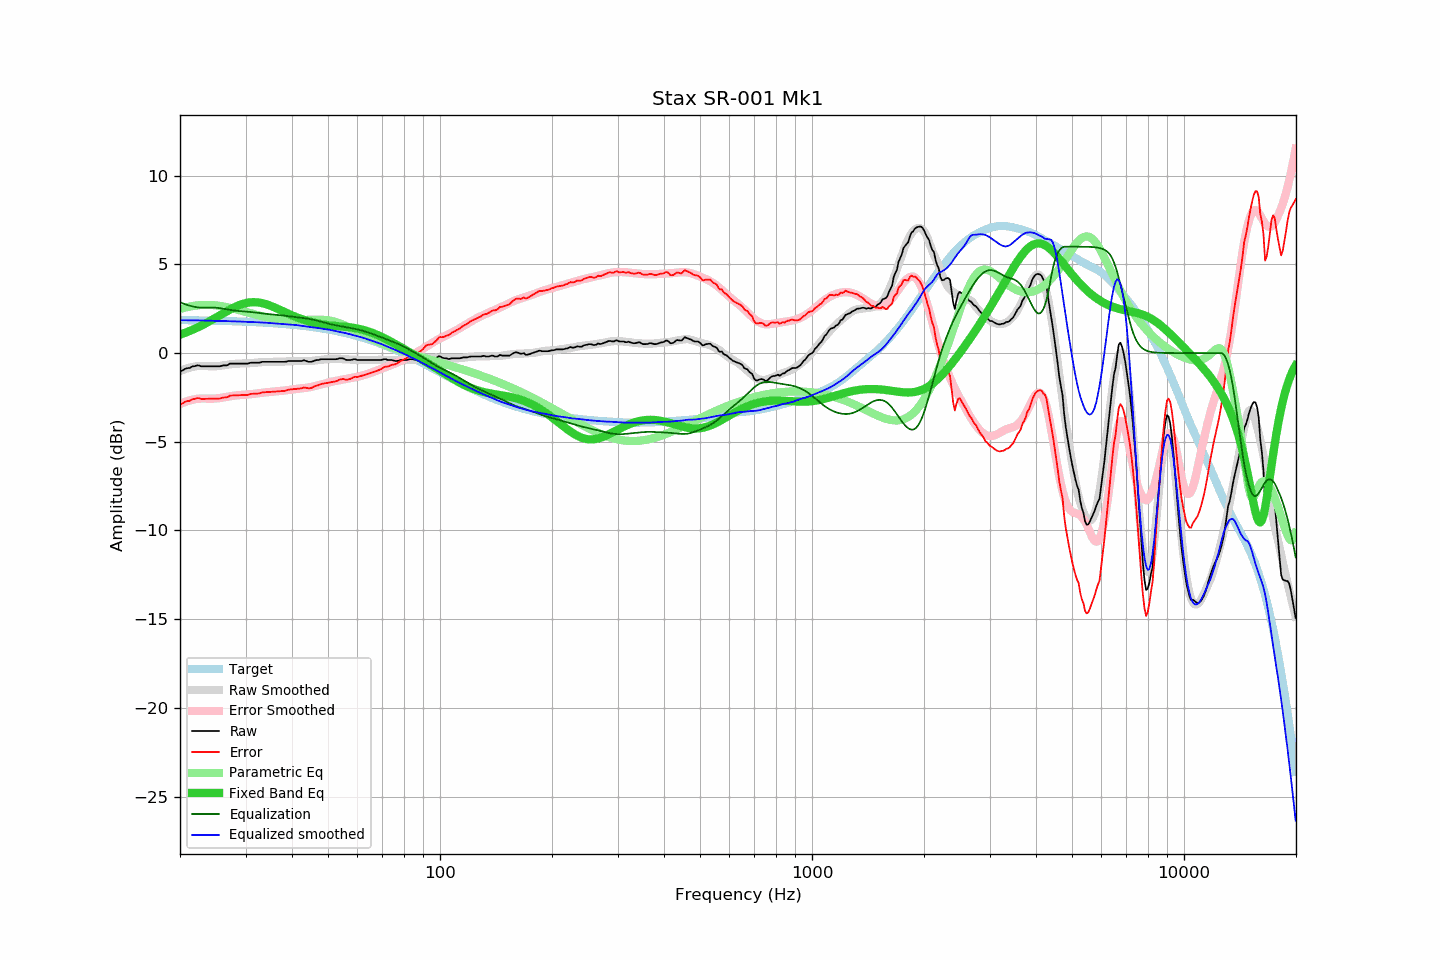 Stax SR-001 Mk1
10
5
0
−5
−10
−15
−20
−25
Amplitude (dBr)
Target
Raw Smoothed
Error Smoothed
Raw
Error
Parametric Eq
Fixed Band Eq
Equalization
Equalized smoothed
100
1000
10000
Frequency (Hz)